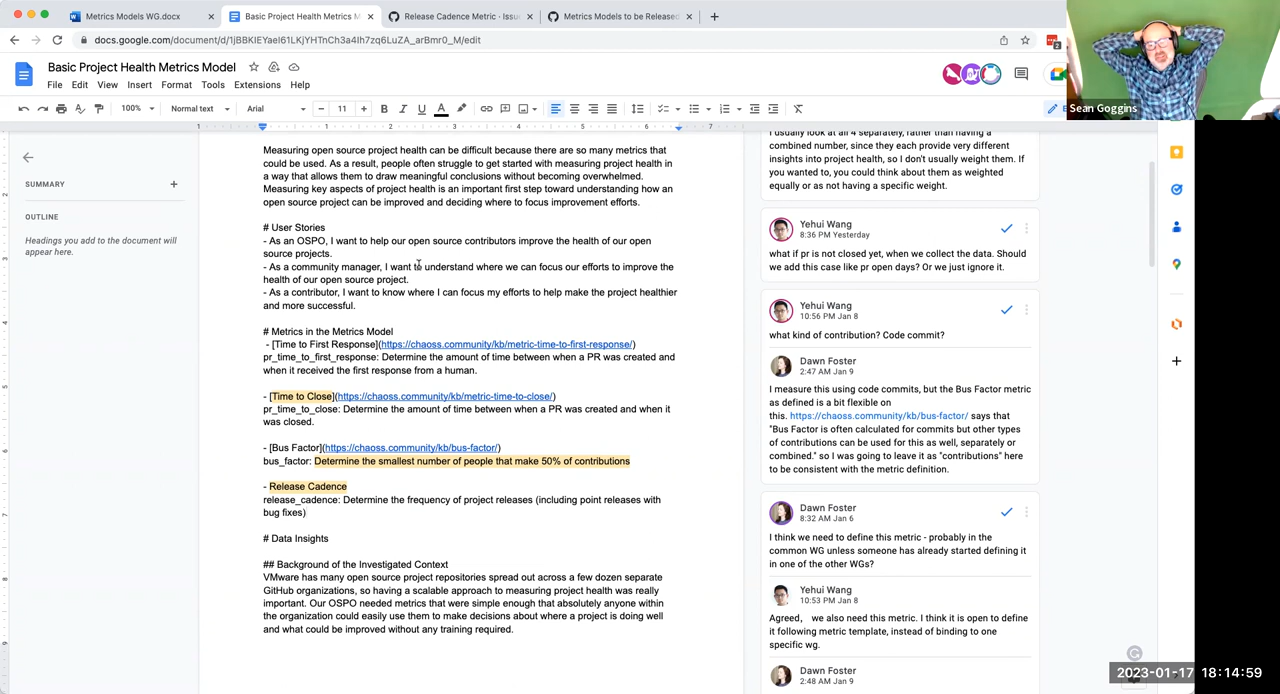 Metrics Models WG.docx
Basic Project Health Metrics M
Release Cadence Metric · Issu
Metrics Models to be Released
docs.google.com/document/d/1jBBKIEYaeI61LKjYHTnCh3a4Ih7zq6LuZA_arBmr0_M/edit
2
Sean Goggins
Basic Project Health Metrics Model
File Edit View Insert Format Tools Extensions Help
100% Normal text Arial 11
1 1 2 3 4 5 6 7
SUMMARY
OUTLINE
Headings you add to the document will
appear here.
Measuring open source project health can be difficult because there are so many metrics that
could be used. As a result, people often struggle to get started with measuring project health in
a way that allows them to draw meaningful conclusions without becoming overwhelmed.
Measuring key aspects of project health is an important first step toward understanding how an
open source project can be improved and deciding where to focus improvement efforts.
# User Stories
- As an OSPO, I want to help our open source contributors improve the health of our open
source projects.
- As a community manager, I want to understand where we can focus our efforts to improve the
health of our open source project.
- As a contributor, I want to know where I can focus my efforts to help make the project healthier
and more successful.
# Metrics in the Metrics Model
- [Time to First Response](https://chaoss.community/kb/metric-time-to-first-response/)
pr_time_to_first_response: Determine the amount of time between when a PR was created and
when it received the first response from a human.
- [Time to Close](https://chaoss.community/kb/metric-time-to-close/)
pr_time_to_close: Determine the amount of time between when a PR was created and when it
was closed.
- [Bus Factor](https://chaoss.community/kb/bus-factor/)
bus_factor: Determine the smallest number of people that make 50% of contributions
- Release Cadence
release_cadence: Determine the frequency of project releases (including point releases with
bug fixes)
# Data Insights
## Background of the Investigated Context
VMware has many open source project repositories spread out across a few dozen separate
GitHub organizations, so having a scalable approach to measuring project health was really
important. Our OSPO needed metrics that were simple enough that absolutely anyone within
the organization could easily use them to make decisions about where a project is doing well
and what could be improved without any training required.
I usually look at all 4 separately, rather than having a
combined number, since they each provide very different
insights into project health, so I don't usually weight them. If
you wanted to, you could think about them as weighted
equally or as not having a specific weight.
Yehui Wang
8:36 PM Yesterday
what if pr is not closed yet, when we collect the data. Should
we add this case like pr open days? Or we just ignore it.
Yehui Wang
10:56 PM Jan 8
what kind of contribution? Code commit?
Dawn Foster
2:47 AM Jan 9
I measure this using code commits, but the Bus Factor metric
as defined is a bit flexible on
this. https://chaoss.community/kb/bus-factor/ says that
"Bus Factor is often calculated for commits but other types
of contributions can be used for this as well, separately or
combined." so I was going to leave it as "contributions" here
to be consistent with the metric definition.
Dawn Foster
8:32 AM Jan 6
I think we need to define this metric - probably in the
common WG unless someone has already started defining it
in one of the other WGs?
Yehui Wang
10:53 PM Jan 8
Agreed, we also need this metric. I think it is open to define
it following metric template, instead of binding to one
specific wg.
Dawn Foster
2:48 AM Jan 9
2023-01-17 18:14:59